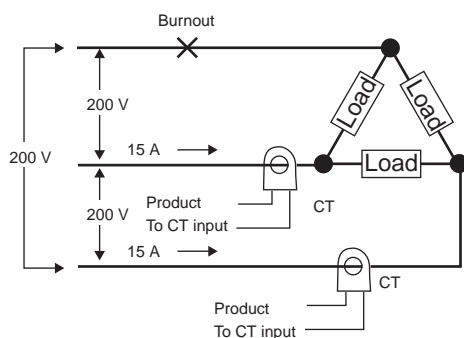 Burnout
200 V
Load
Load
200 V
15 A
Load
Product
To CT input
CT
200 V
15 A
CT
Product
To CT input